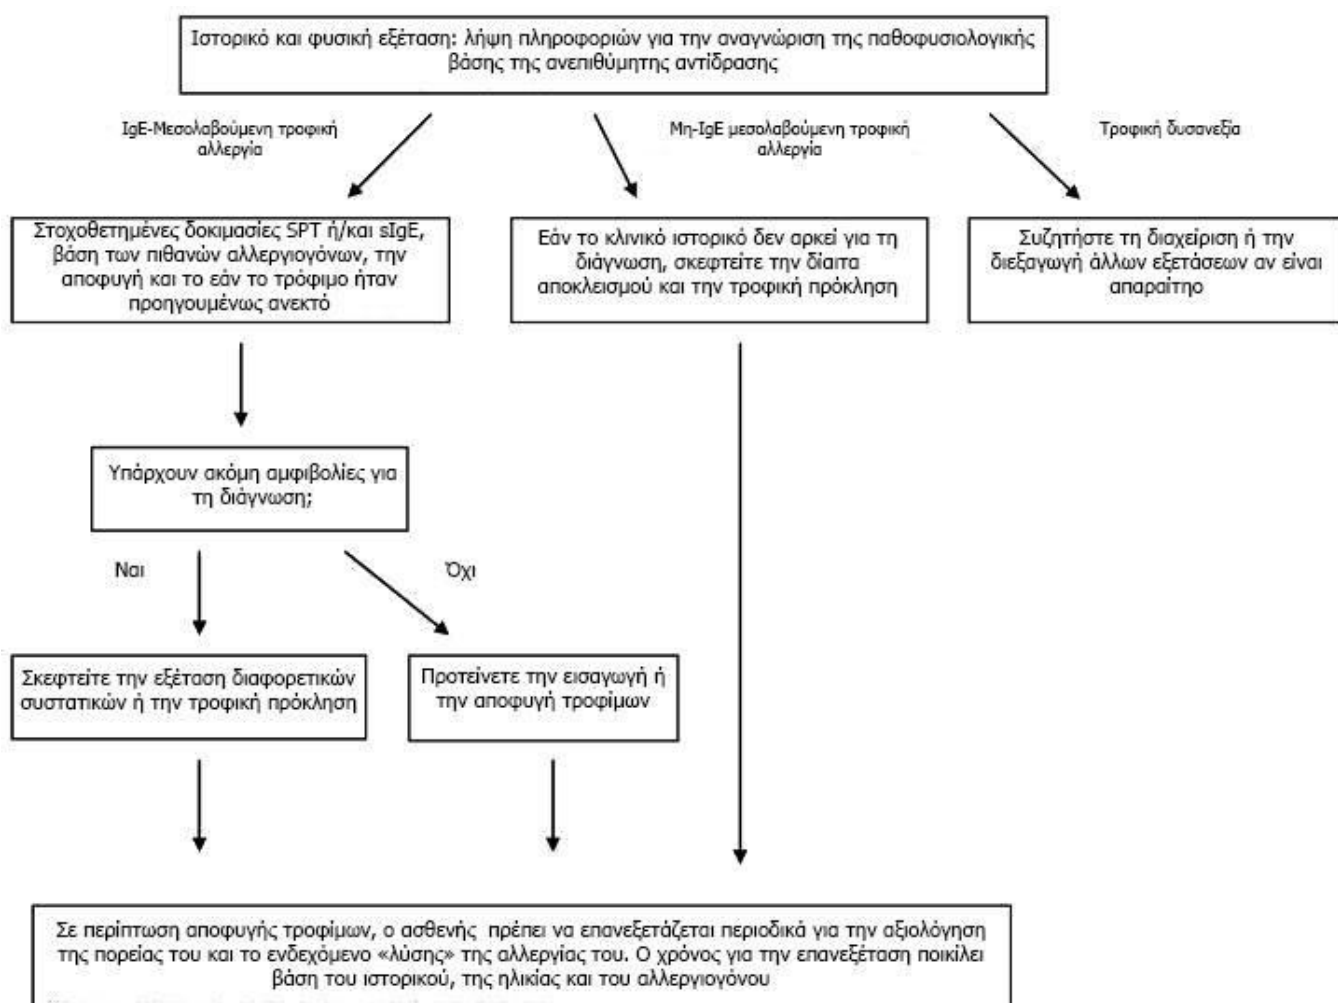 Ιστορικό και φυσική εξέταση: λήψη πληροφοριών για την αναγνώριση της παθοφυσιολογικής
βάσης της ανεπιθύμητης αντίδρασης
IgE-Μεσολαβούμενη τροφική
αλλεργία
Μη-IgE μεσολαβούμενη τροφική
αλλεργία
Τροφική δυσανεξία
Στοχοθετημένες δοκιμασίες SPT ή/και sIgE,
βάση των πιθανών αλλεργιογόνων, την
αποφυγή και το εάν το τρόφιμο ήταν
προηγουμένως ανεκτό
Εάν το κλινικό ιστορικό δεν αρκεί για τη
διάγνωση, σκεφτείτε την δίαιτα
αποκλεισμού και την τροφική πρόκληση
Συζητήστε τη διαχείριση ή την
διεξαγωγή άλλων εξετάσεων αν είναι
απαραίτηο
Υπάρχουν ακόμη αμφιβολίες για
τη διάγνωση;
Ναι
Όχι
Σκεφτείτε την εξέταση διαφορετικών
συστατικών ή την τροφική πρόκληση
Προτείνετε την εισαγωγή ή
την αποφυγή τροφίμων
Σε περίπτωση αποφυγής τροφίμων, ο ασθενής πρέπει να επανεξετάζεται περιοδικά για την αξιολόγηση
της πορείας του και το ενδεχόμενο «λύσης» της αλλεργίας του. Ο χρόνος για την επανεξέταση ποικίλει
βάση του ιστορικού, της ηλικίας και του αλλεργιογόνου